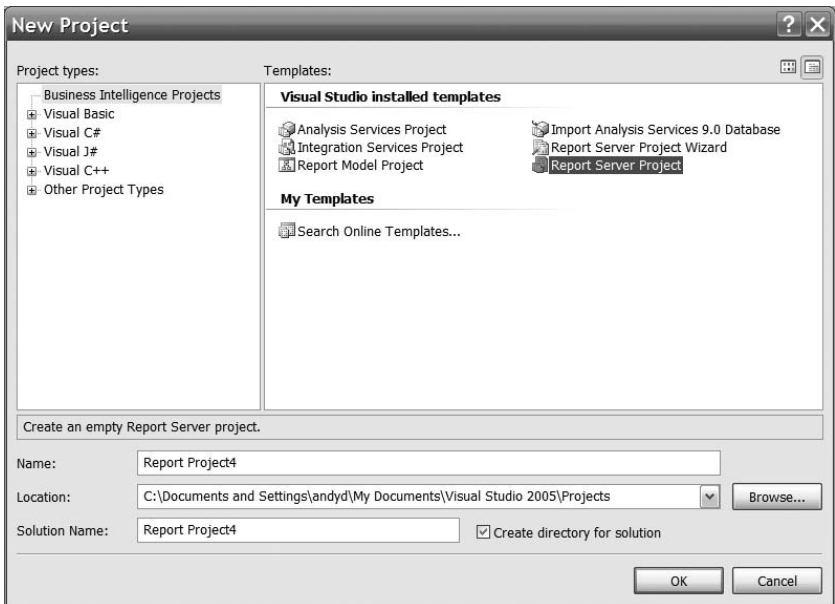 New Project
Project types:
Templates:
Business Intelligence Projects
Visual Basic
Visual C#
Visual J#
Visual C++
Other Project Types
Visual Studio installed templates
Analysis Services Project
Import Analysis Services 9.0 Database
Integration Services Project
Report Server Project Wizard
Report Model Project
Report Server Project
My Templates
Search Online Templates...
Create an empty Report Server project.
Name:
Report Project4
Location:
C:\Documents and Settings\andyd\My Documents\Visual Studio 2005\Projects
Browse...
Solution Name:
Report Project4
Create directory for solution
OK
Cancel